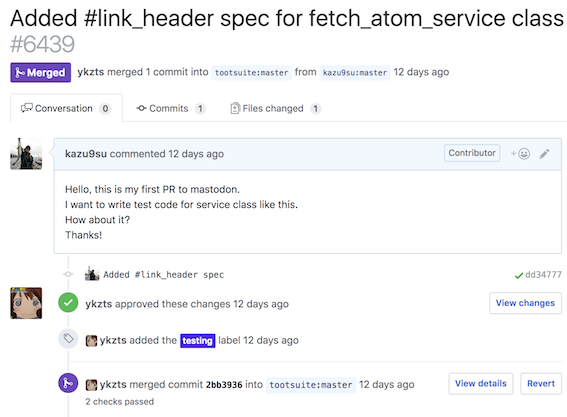 Added #link_header spec for fetch_atom_service class
#6439
Merged ykzts merged 1 commit into tootsuite:master from kazu9su:master 12 days ago
Conversation 0 Commits 1 Files changed 1
kazu9su commented 12 days ago Contributor
Hello, this is my first PR to mastodon.
I want to write test code for service class like this.
How about it?
Thanks!
Added #link_header spec dd34777
ykzts approved these changes 12 days ago View changes
ykzts added the testing label 12 days ago
ykzts merged commit 2bb3936 into tootsuite:master 12 days ago View details Revert
2 checks passed